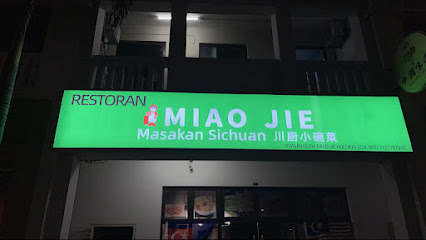 RESTORAN
MIAO JIE
Masakan Sichuan 川厨小碗菜